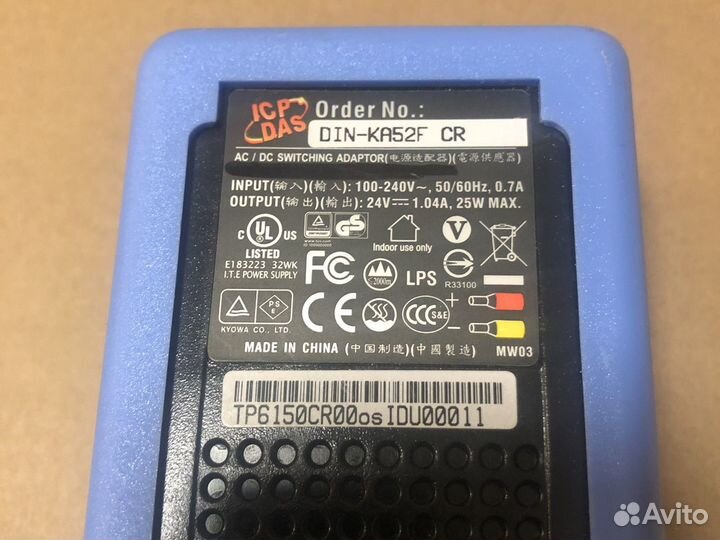 ICP DAS
Order No.:
DIN-KA52F CR
AC / DC SWITCHING ADAPTOR(电源适配器)(電源供應器)
INPUT(输入)(輸入): 100-240V~, 50/60Hz, 0.7A
OUTPUT(输出)(輸出): 24V⎓ 1.04A, 25W MAX.
C UL US
LISTED
E183223 32WK
I.T.E POWER SUPPLY
GS
Indoor use only
V
FC
≤2000m
LPS
R33100
PS
E
KYOWA CO., LTD.
CE
CCC S&E
+
−
MADE IN CHINA (中国制造)(中國製造)
MW03
TP6150CR00osIDU00011
Avito